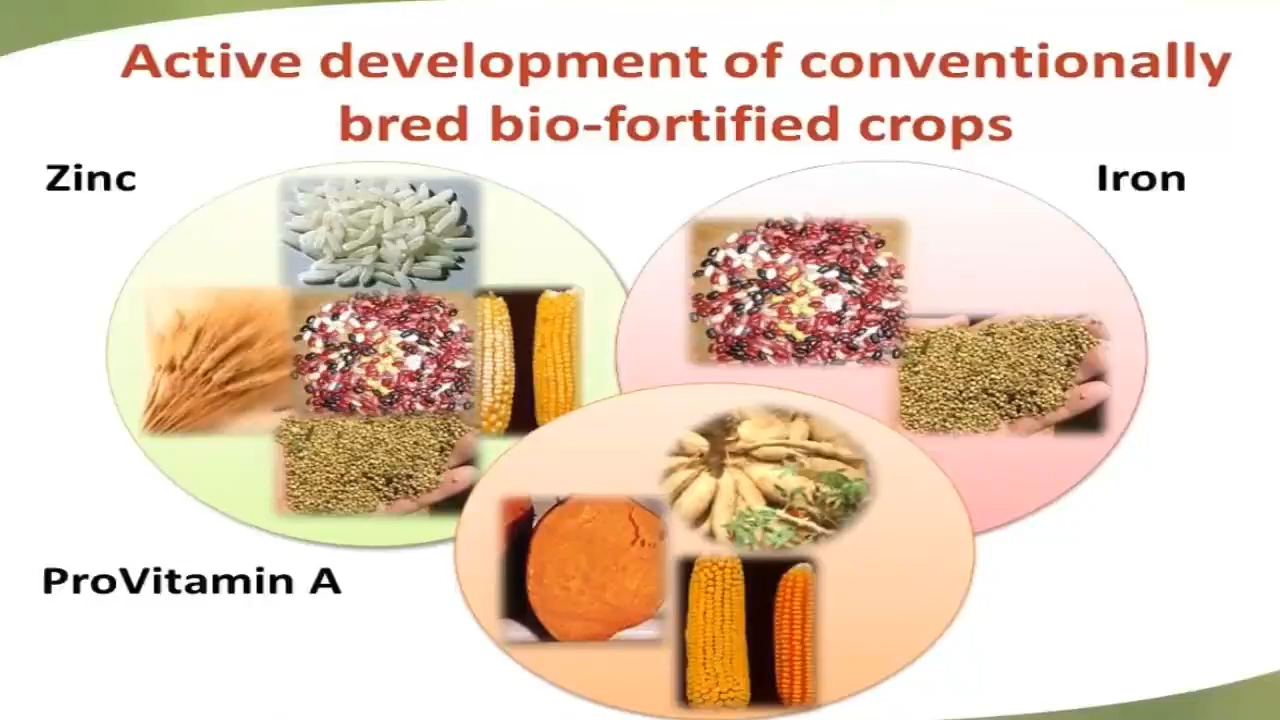 Active development of conventionally
bred bio-fortified crops
Zinc
Iron
ProVitamin A